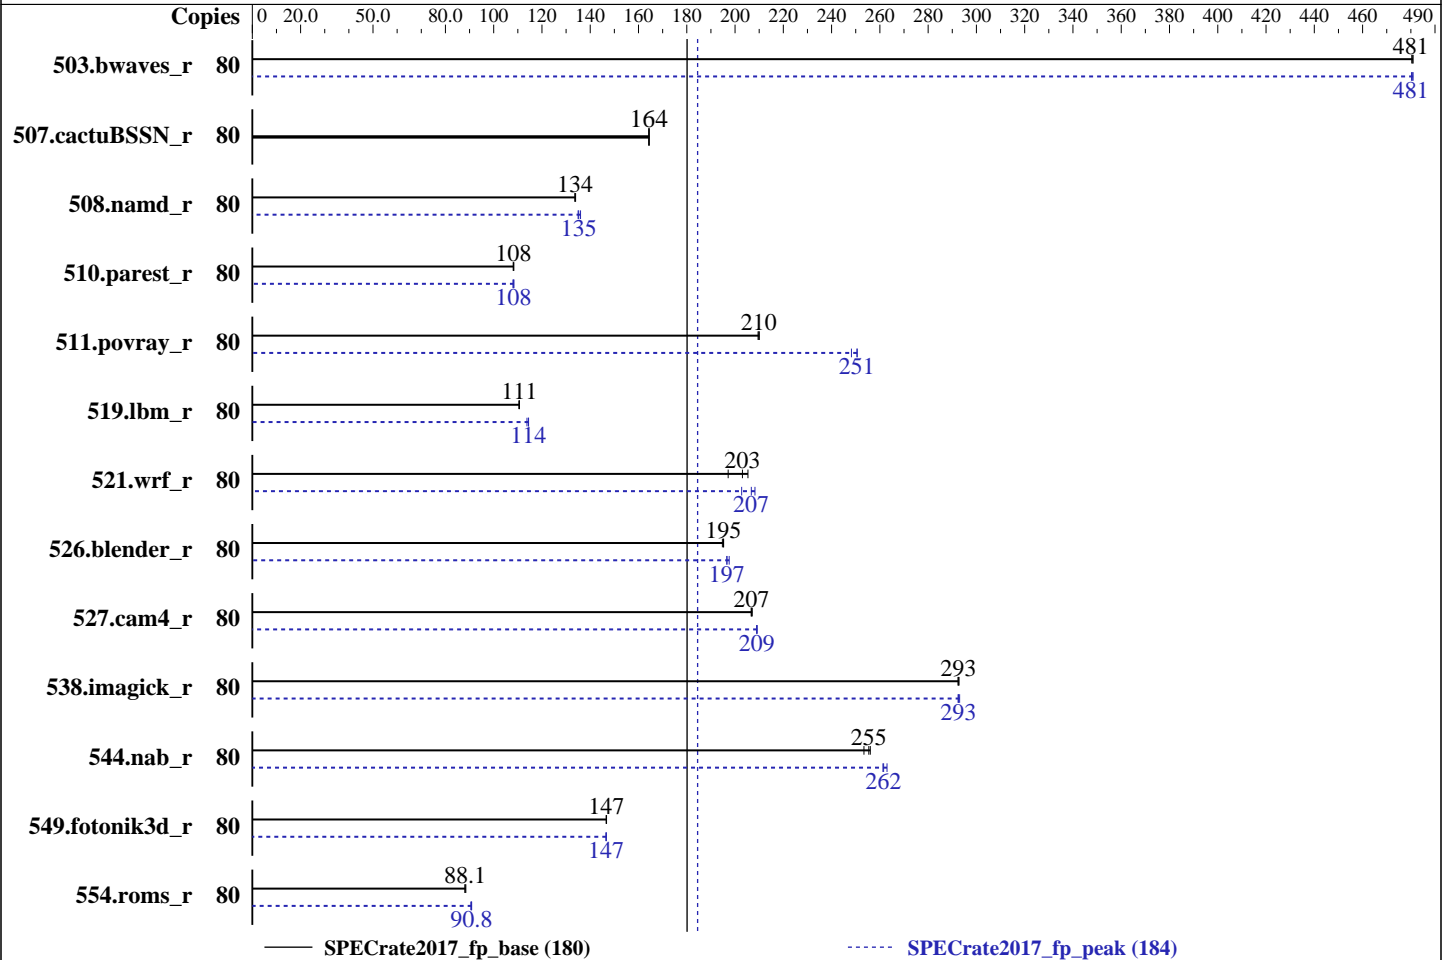 Copies 0 20.0 50.0 80.0 100 120 140 160 180 200 220 240 260 280 300 320 340 360 380 400 420 440 460 490
503.bwaves_r 80 481
481
507.cactuBSSN_r 80 164
508.namd_r 80 134
135
510.parest_r 80 108
108
511.povray_r 80 210
251
519.lbm_r 80 111
114
521.wrf_r 80 203
207
526.blender_r 80 195
197
527.cam4_r 80 207
209
538.imagick_r 80 293
293
544.nab_r 80 255
262
549.fotonik3d_r 80 147
147
554.roms_r 80 88.1
90.8
SPECrate2017_fp_base (180) SPECrate2017_fp_peak (184)